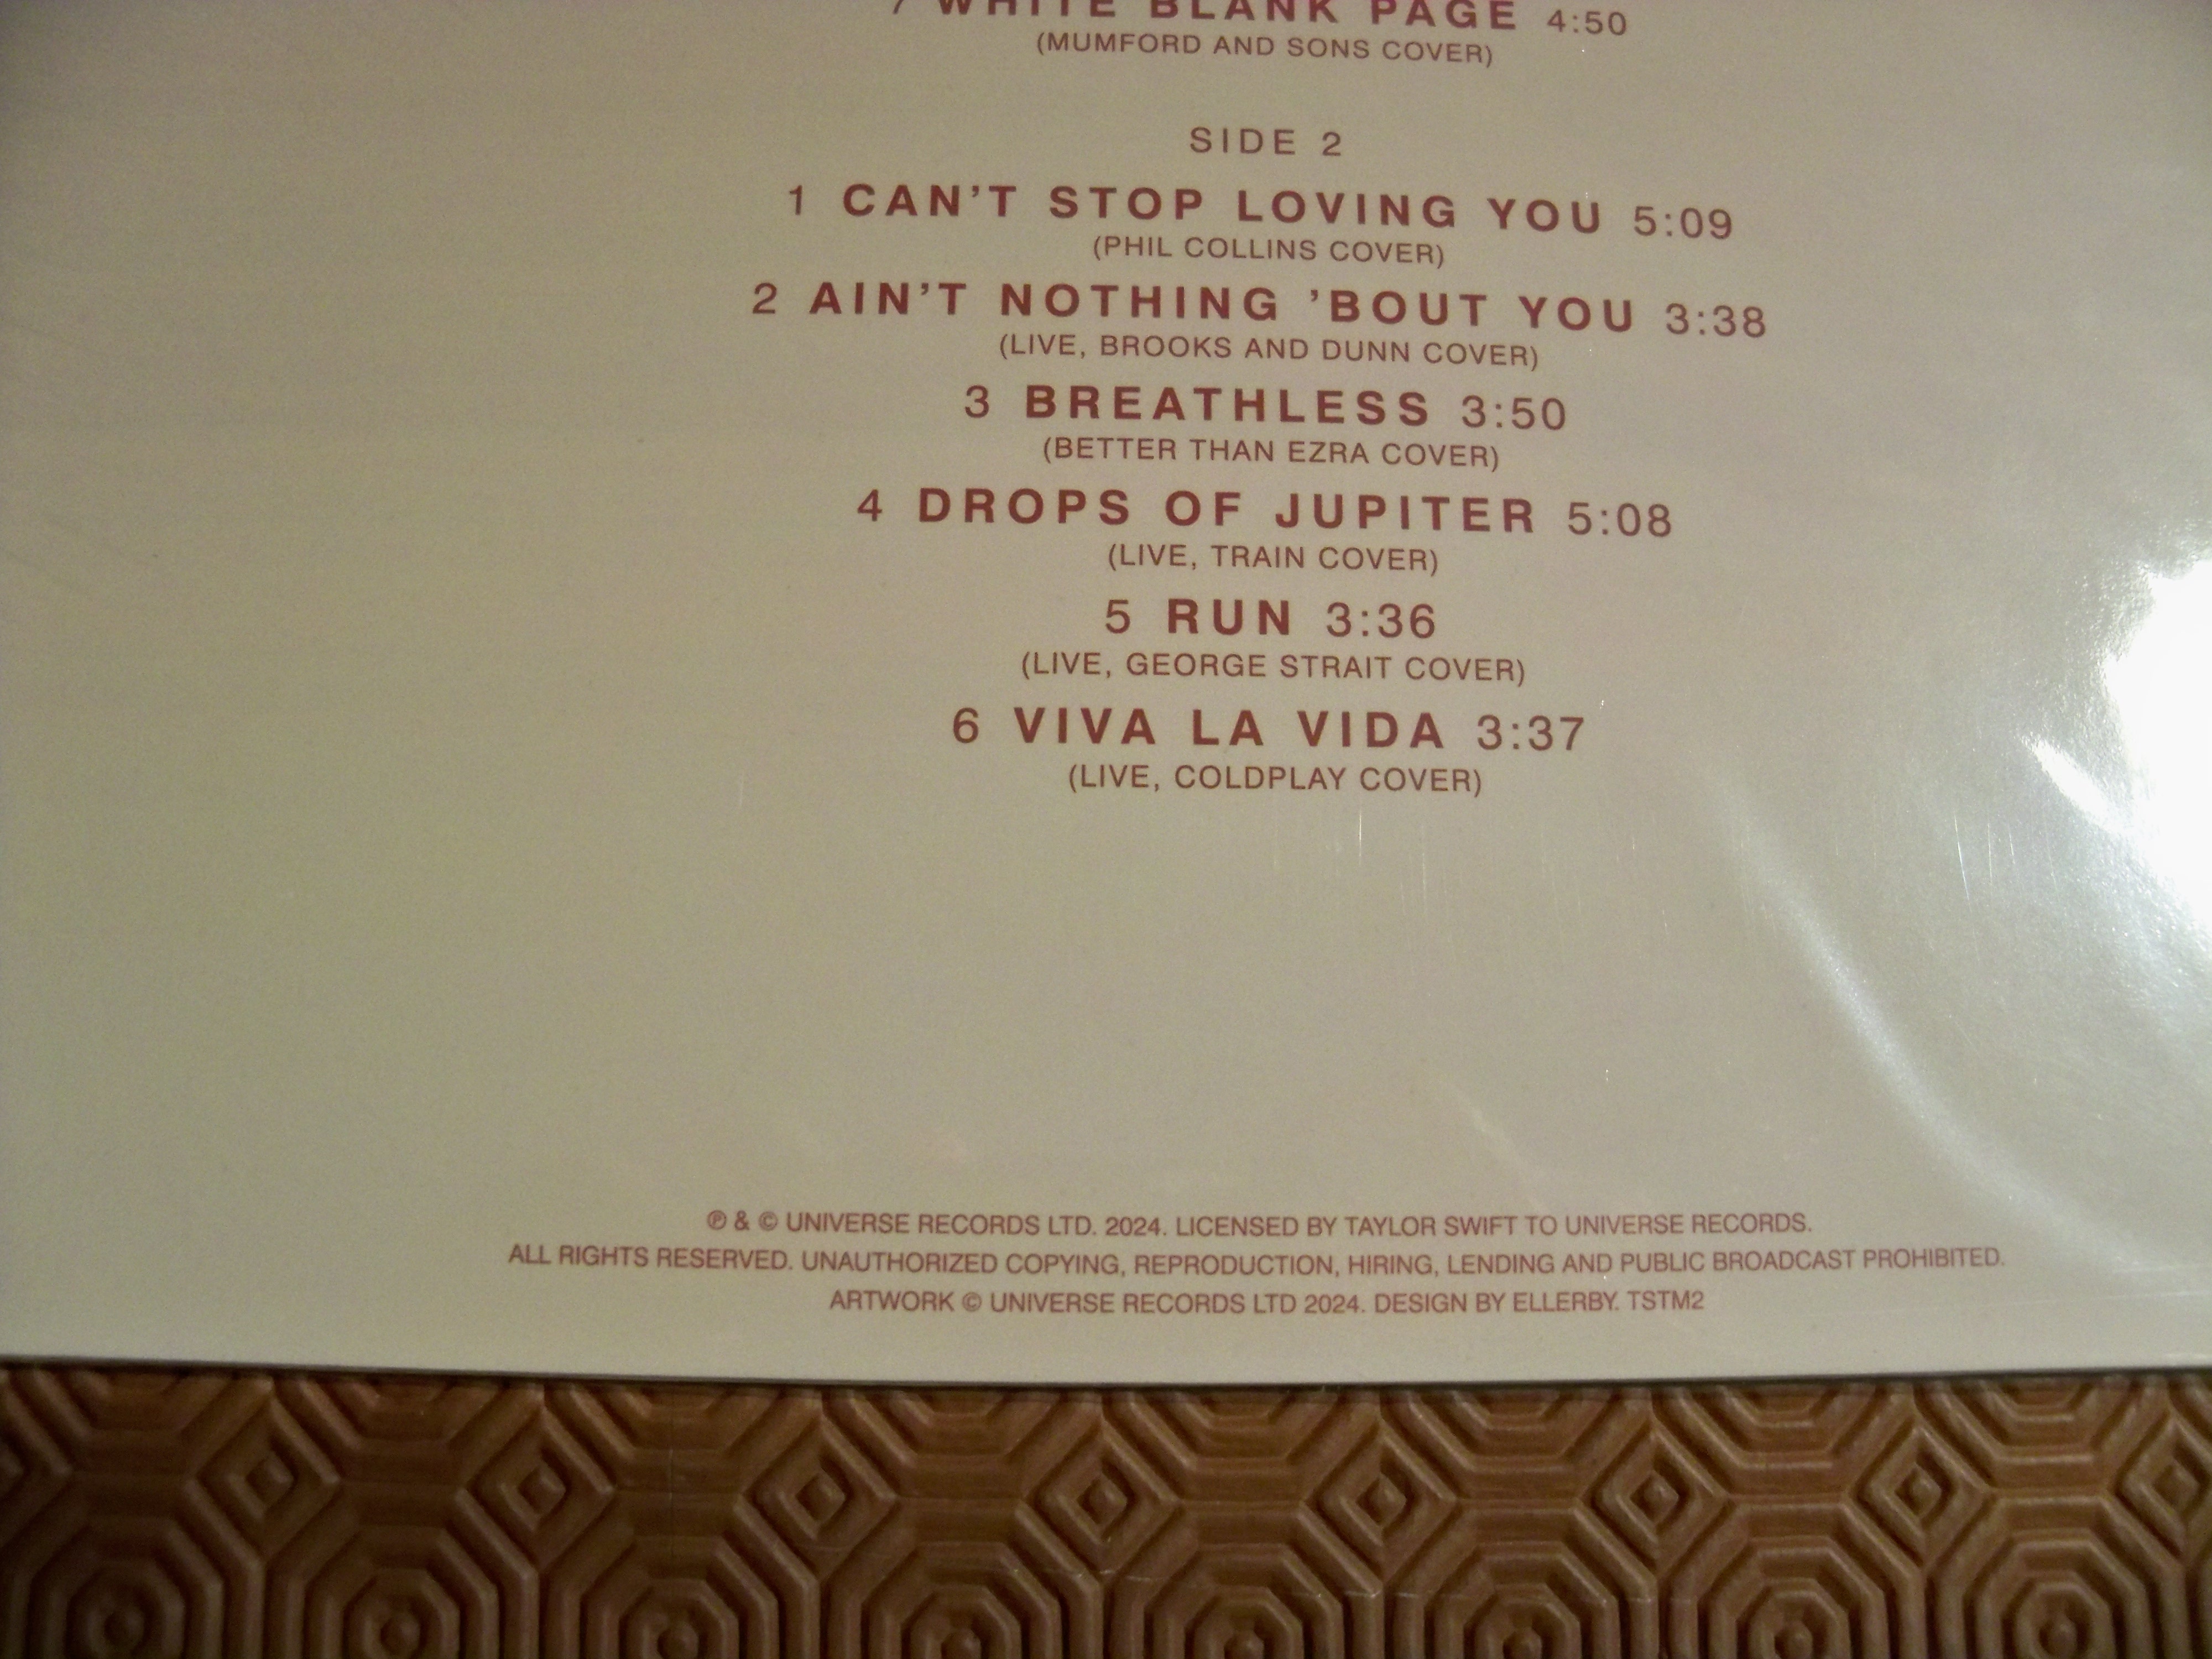 7 WHITE BLANK PAGE 4:50
(MUMFORD AND SONS COVER)
SIDE 2
1 CAN'T STOP LOVING YOU 5:09
(PHIL COLLINS COVER)
2 AIN'T NOTHING 'BOUT YOU 3:38
(LIVE, BROOKS AND DUNN COVER)
3 BREATHLESS 3:50
(BETTER THAN EZRA COVER)
4 DROPS OF JUPITER 5:08
(LIVE, TRAIN COVER)
5 RUN 3:36
(LIVE, GEORGE STRAIT COVER)
6 VIVA LA VIDA 3:37
(LIVE, COLDPLAY COVER)
℗ & © UNIVERSE RECORDS LTD. 2024. LICENSED BY TAYLOR SWIFT TO UNIVERSE RECORDS.
ALL RIGHTS RESERVED. UNAUTHORIZED COPYING, REPRODUCTION, HIRING, LENDING AND PUBLIC BROADCAST PROHIBITED.
ARTWORK © UNIVERSE RECORDS LTD 2024. DESIGN BY ELLERBY. TSTM2